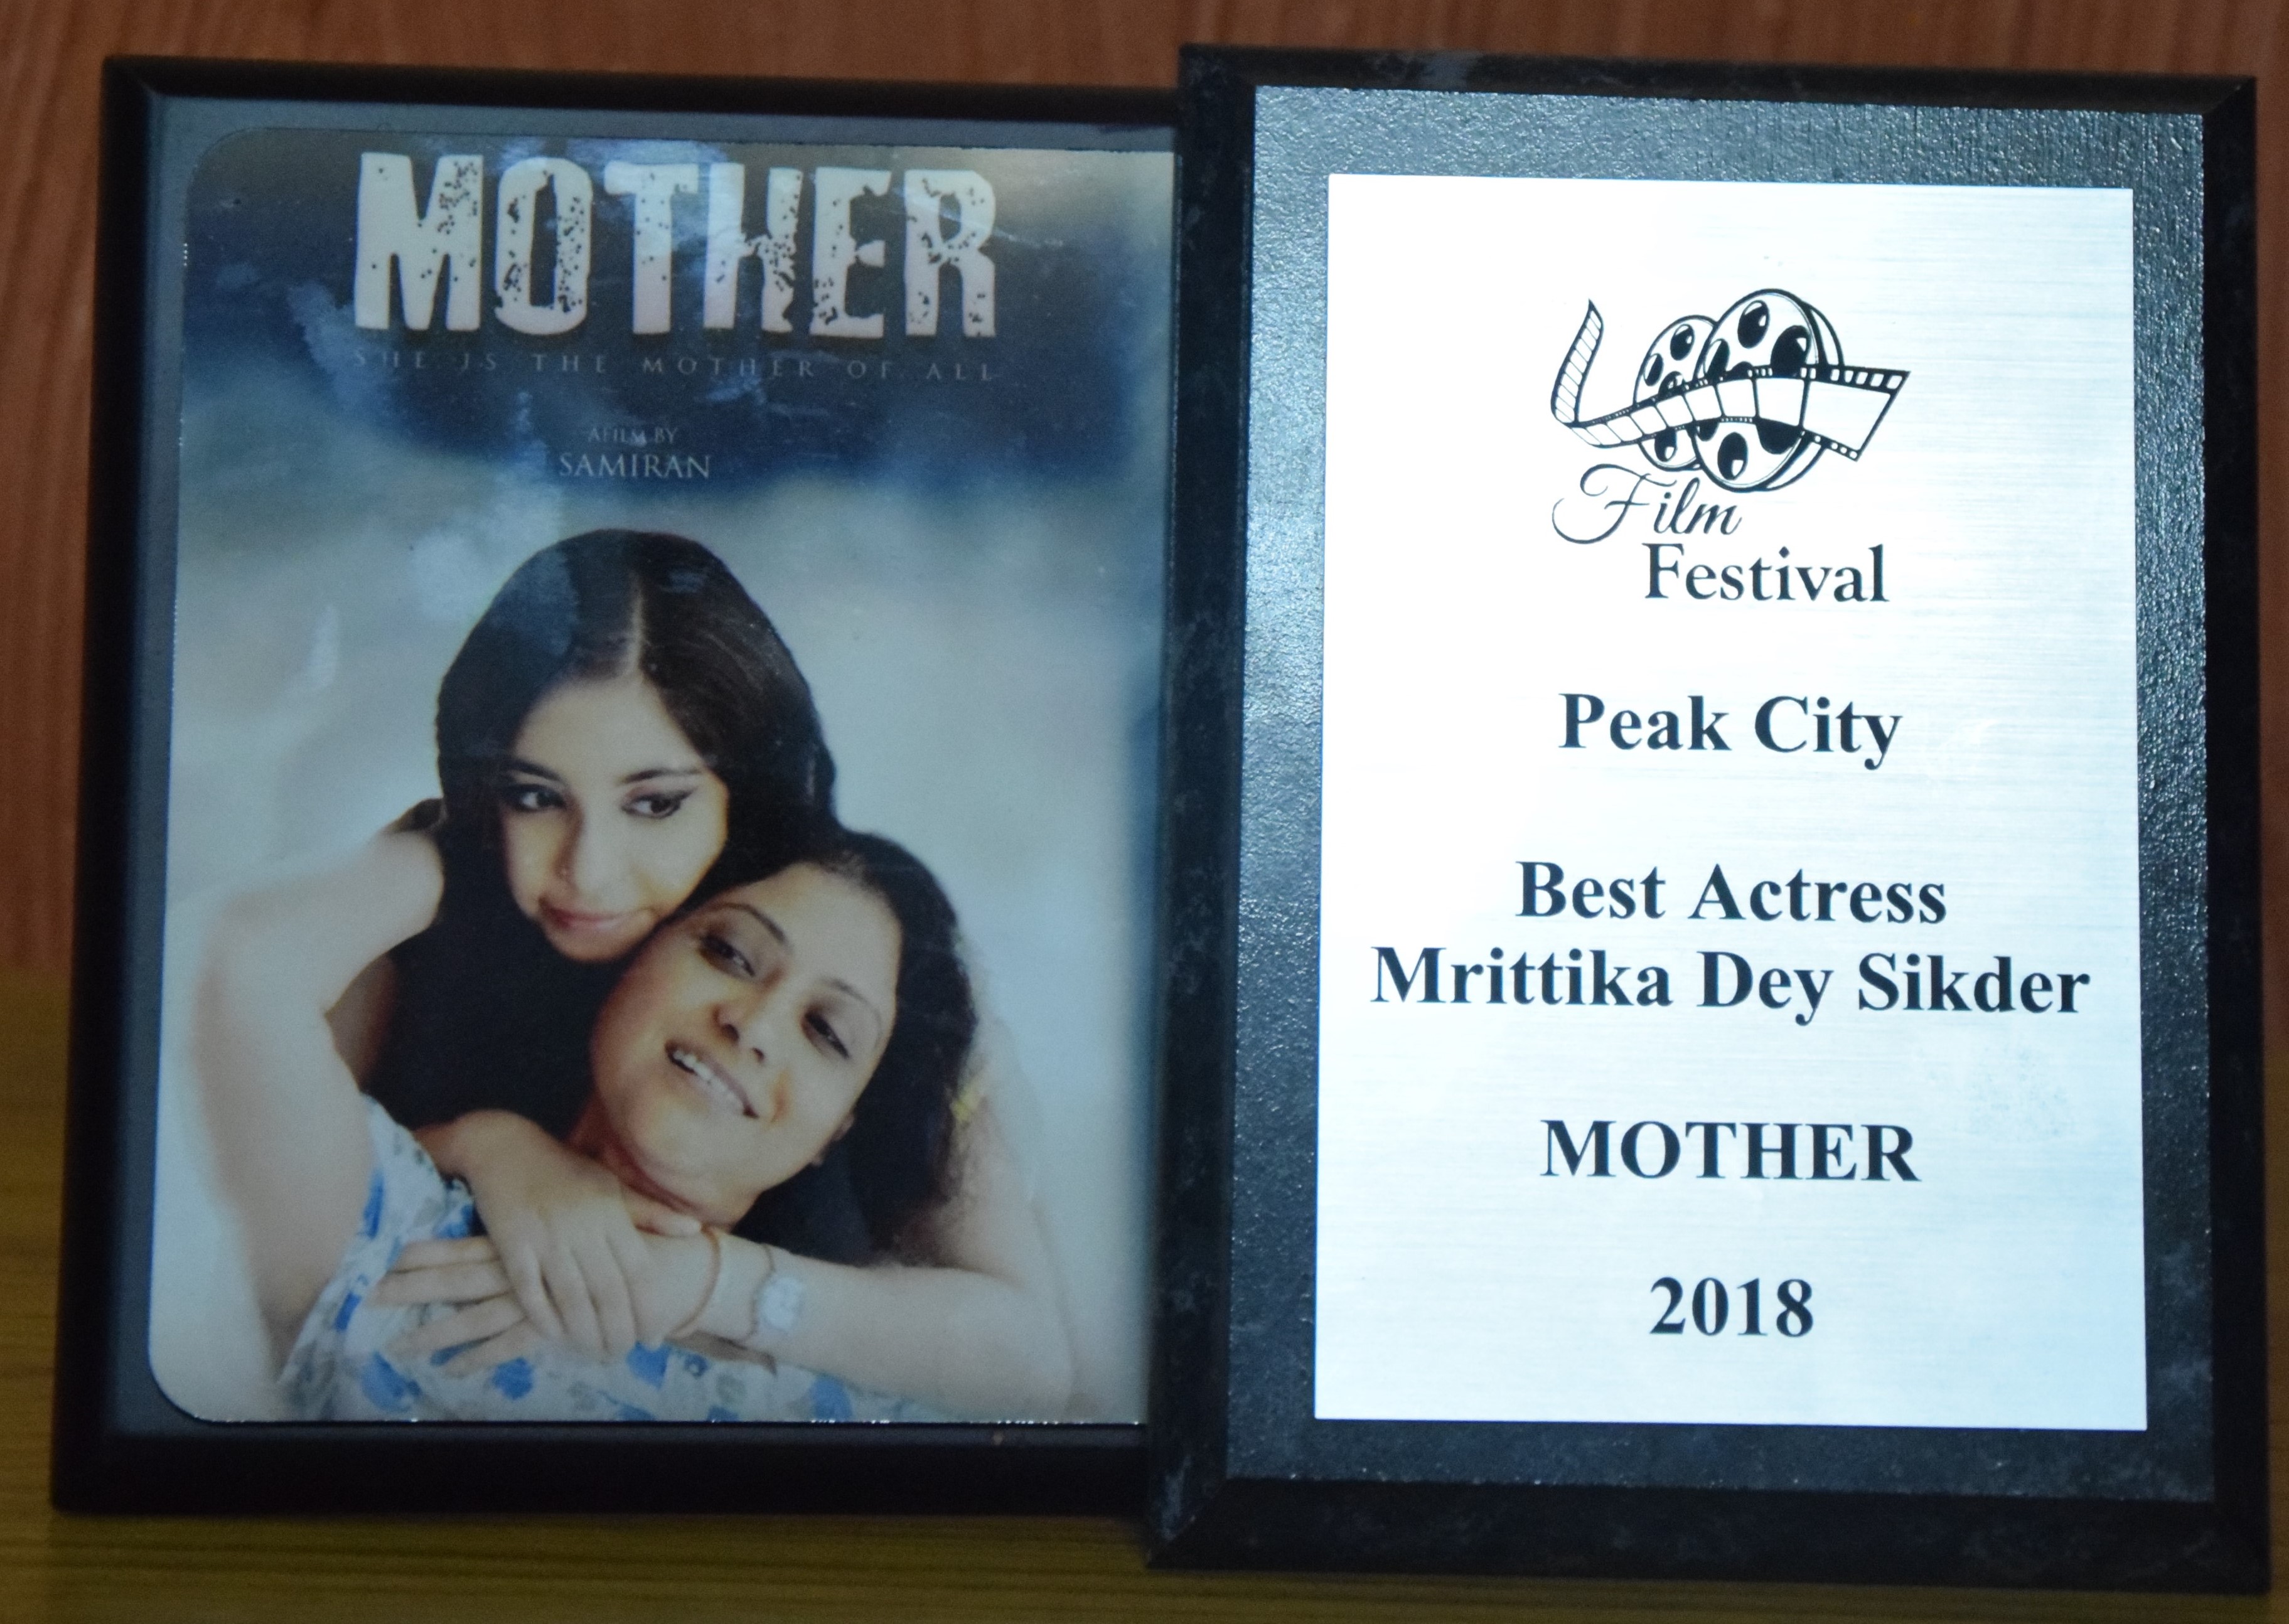 MOTHER
SHE IS THE MOTHER OF ALL
A FILM BY
SAMIRAN
Film
Festival
Peak City
Best Actress
Mrittika Dey Sikder
MOTHER
2018